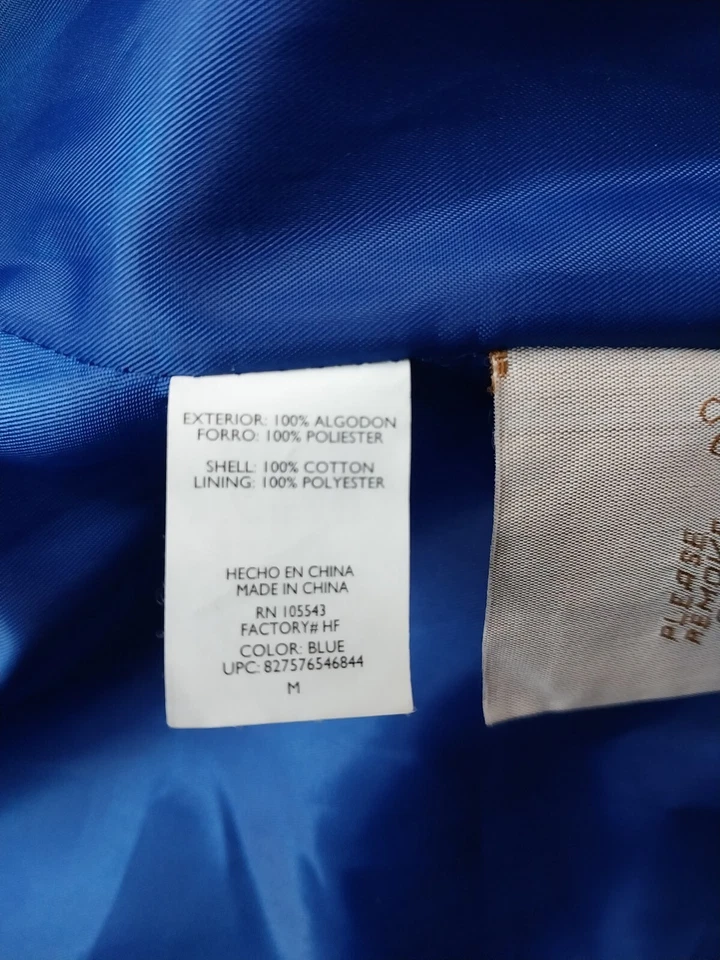 EXTERIOR: 100% ALGODON
FORRO: 100% POLIESTER
SHELL: 100% COTTON
LINING: 100% POLYESTER
HECHO EN CHINA
MADE IN CHINA
RN 105543
FACTORY# HF
COLOR: BLUE
UPC: 827576546844
M
PLEASE